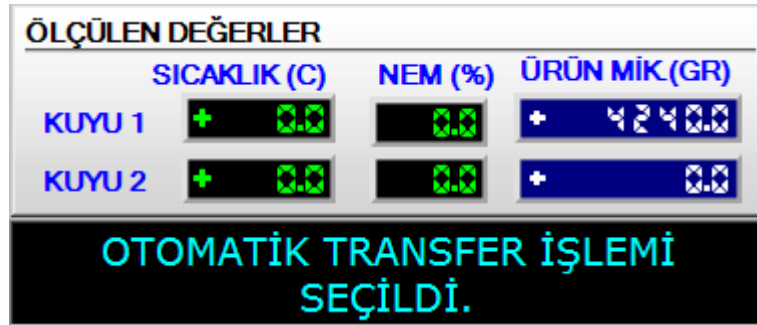 ÖLÇÜLEN DEĞERLER
SICAKLIK (C) NEM (%) ÜRÜN MİK.(GR)
KUYU 1 + 0.0 0.0 + 4240.0
KUYU 2 + 0.0 0.0 + 0.0
OTOMATİK TRANSFER İŞLEMİ
SEÇİLDİ.